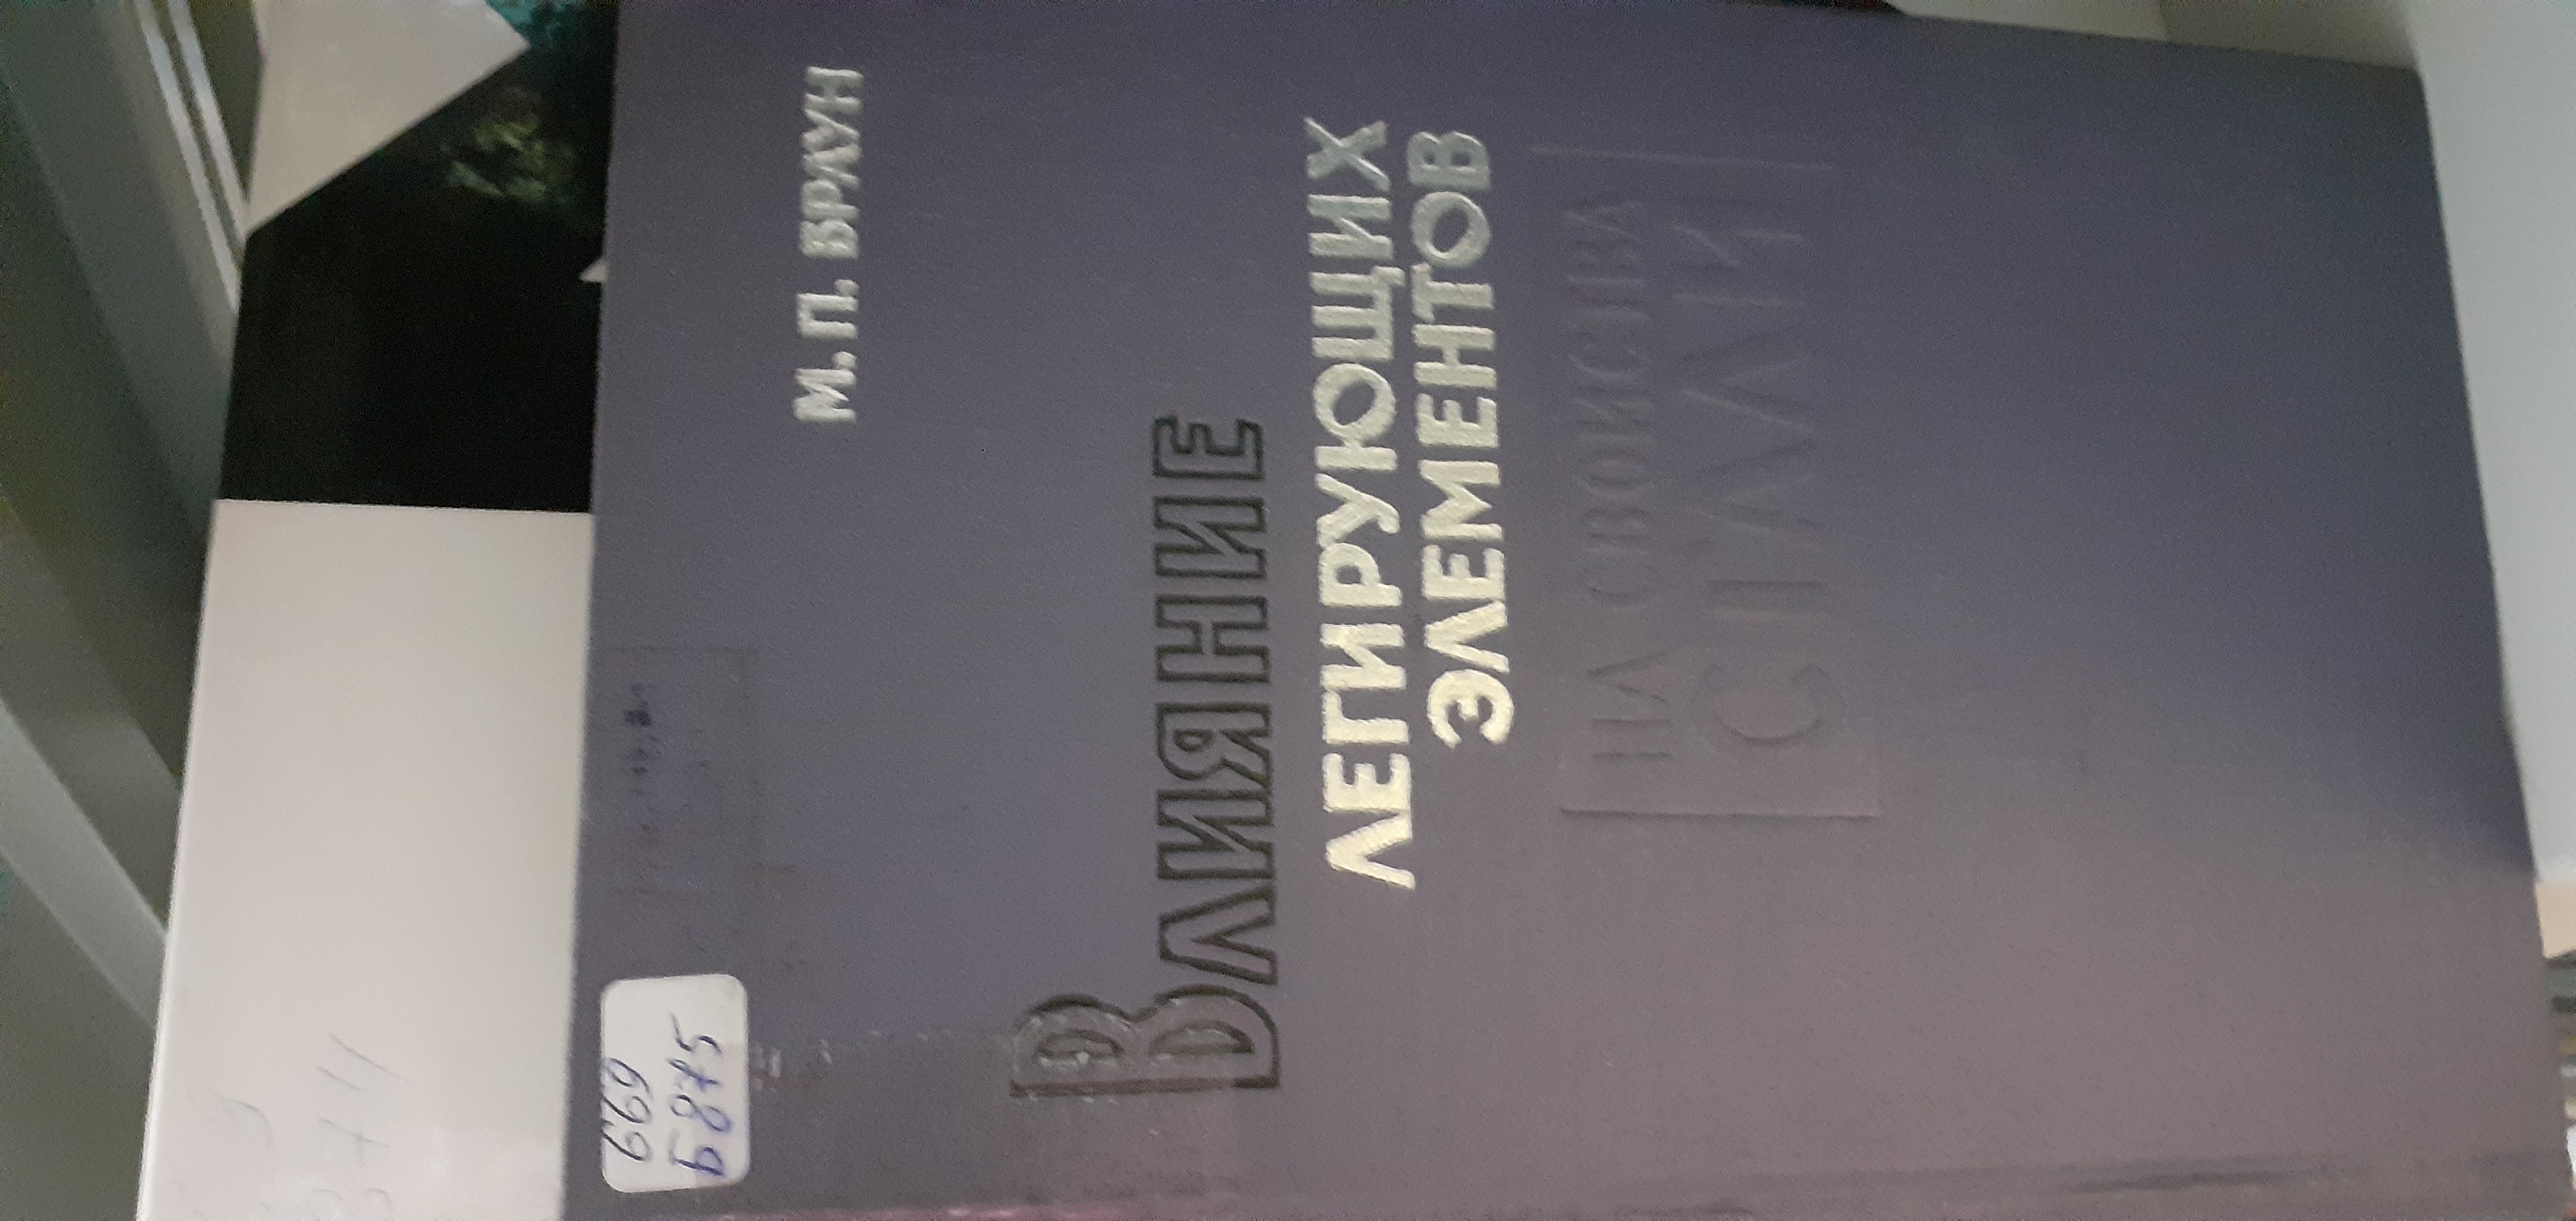 М. П. БРАУН
ВЛИЯНИЕ
ЛЕГИРУЮЩИХ
ЭЛЕМЕНТОВ
НА СВОЙСТВА
СТАЛИ
669
Б875